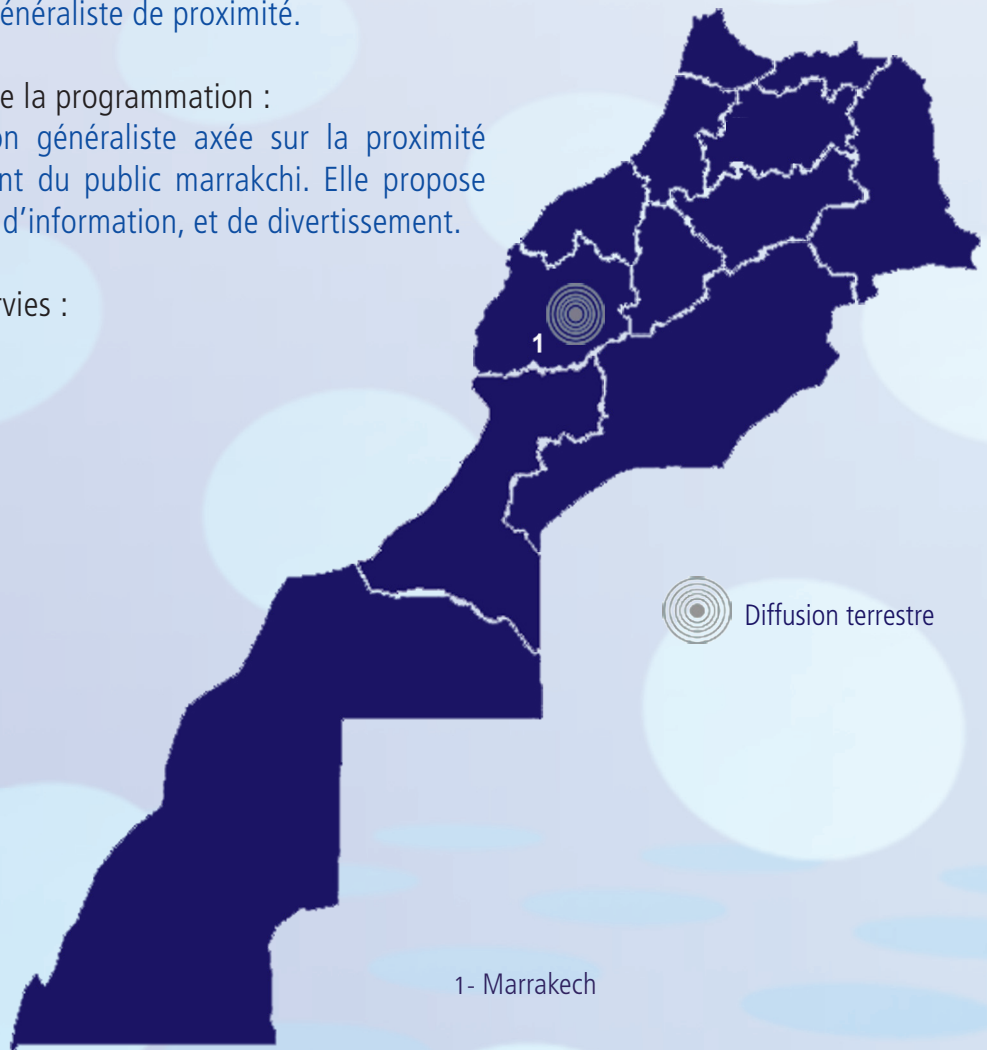 énéraliste de proximité.
e la programmation :
on généraliste axée sur la proximité
nt du public marrakchi. Elle propose
d’information, et de divertissement.
rvies :
1
Diffusion terrestre
1- Marrakech